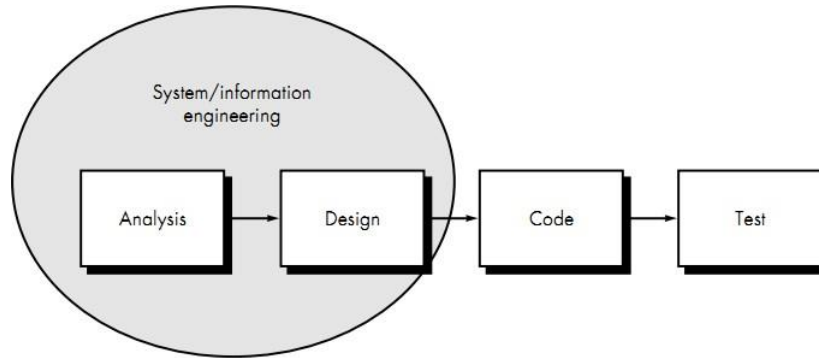 System/information
engineering
Analysis
Design
Code
Test